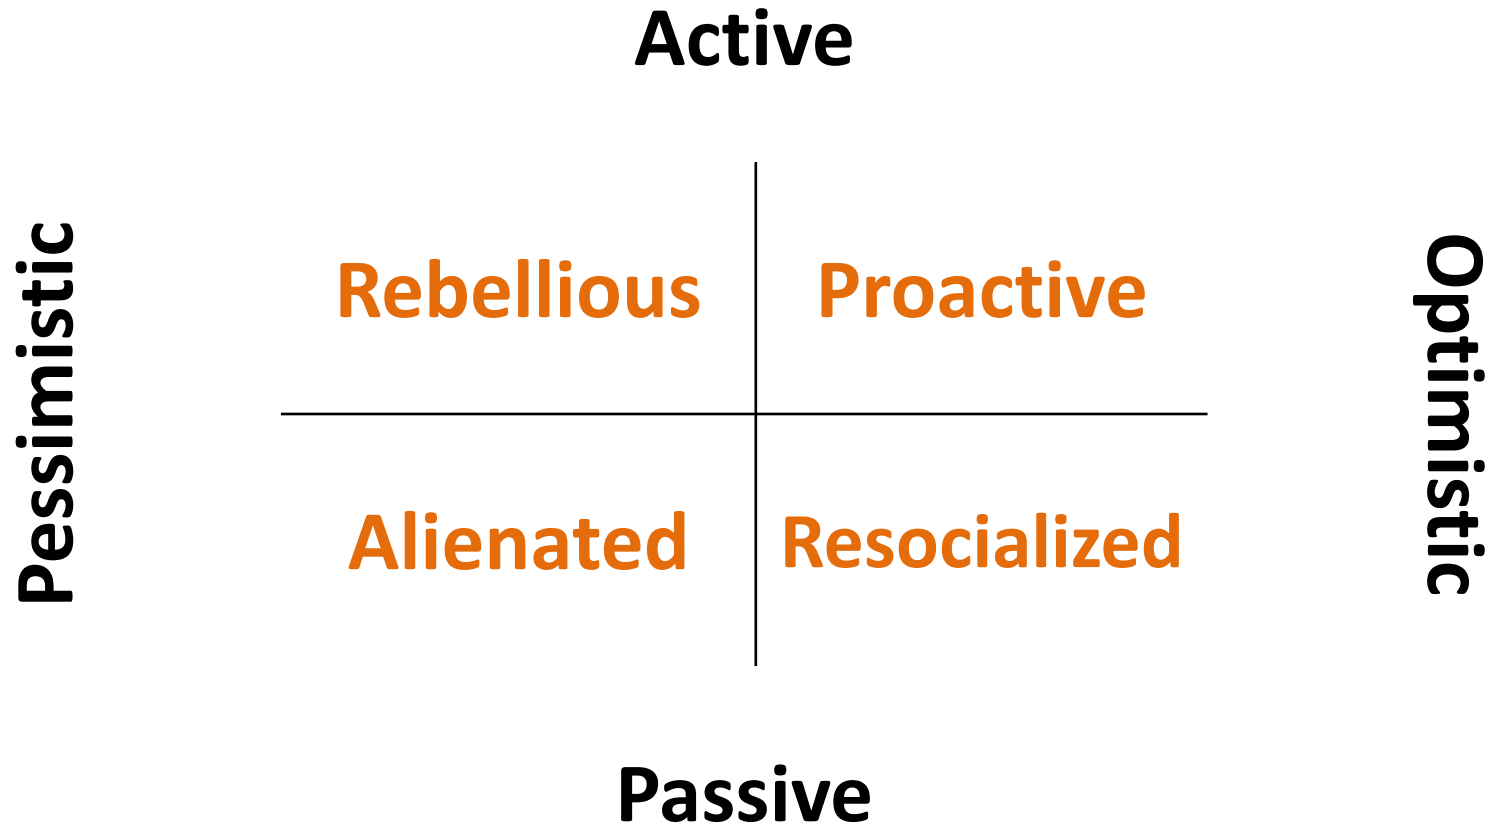 Active
Pessimistic
Rebellious
Proactive
Optimistic
Alienated
Resocialized
Passive